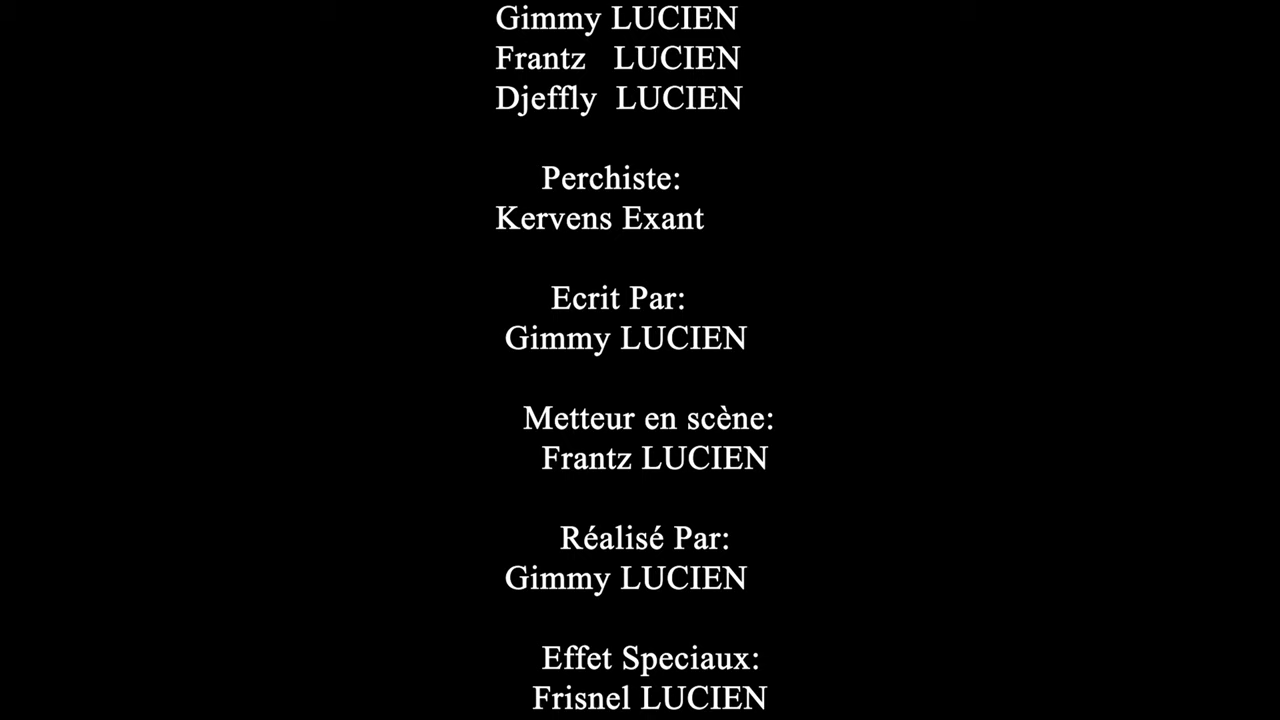 Gimmy LUCIEN
Frantz LUCIEN
Djeffly LUCIEN
Perchiste:
Kervens Exant
Ecrit Par:
Gimmy LUCIEN
Metteur en scène:
Frantz LUCIEN
Réalisé Par:
Gimmy LUCIEN
Effet Speciaux:
Frisnel LUCIEN